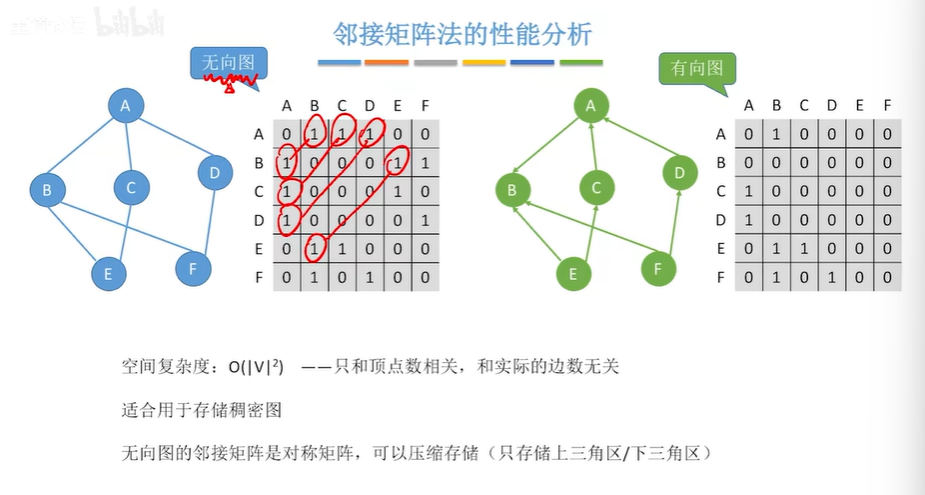 邻接矩阵法的性能分析
无向图
有向图
A B C D E F
A 0 1 1 1 0 0
B 1 0 0 0 1 1
C 1 0 0 0 1 0
D 1 0 0 0 0 1
E 0 1 1 0 0 0
F 0 1 0 1 0 0
A
B
C
D
E
F
A B C D E F
A 0 1 0 0 0 0
B 0 0 0 0 0 0
C 1 0 0 0 0 0
D 1 0 0 0 0 0
E 0 1 1 0 0 0
F 0 1 0 1 0 0
A
B
C
D
E
F
空间复杂度：O(|V|²) ——只和顶点数相关，和实际的边数无关
适合用于存储稠密图
无向图的邻接矩阵是对称矩阵，可以压缩存储（只存储上三角区/下三角区）